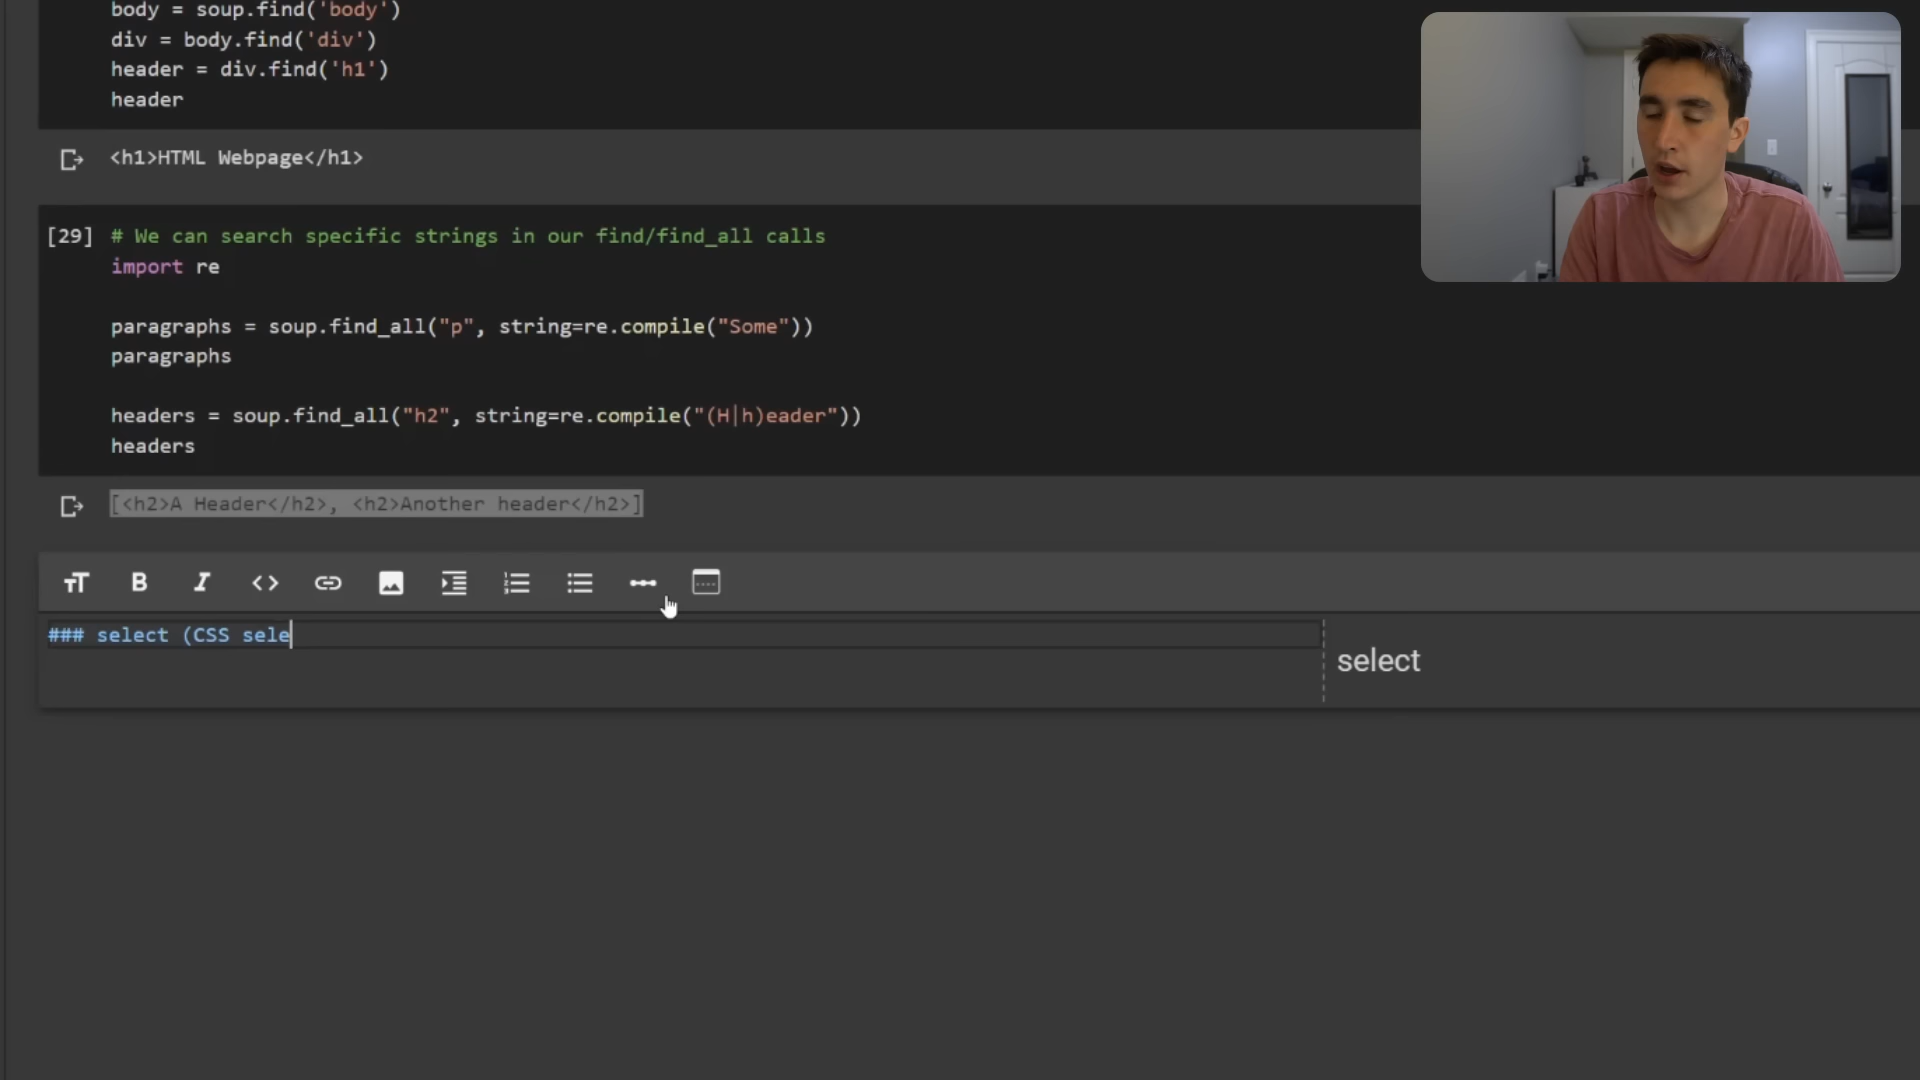 body = soup.find('body')
div = body.find('div')
header = div.find('h1')
header
<h1>HTML Webpage</h1>
[29] # We can search specific strings in our find/find_all calls
import re
paragraphs = soup.find_all("p", string=re.compile("Some"))
paragraphs
headers = soup.find_all("h2", string=re.compile("(H|h)eader"))
headers
[<h2>A Header</h2>, <h2>Another header</h2>]
### select (CSS sele
select